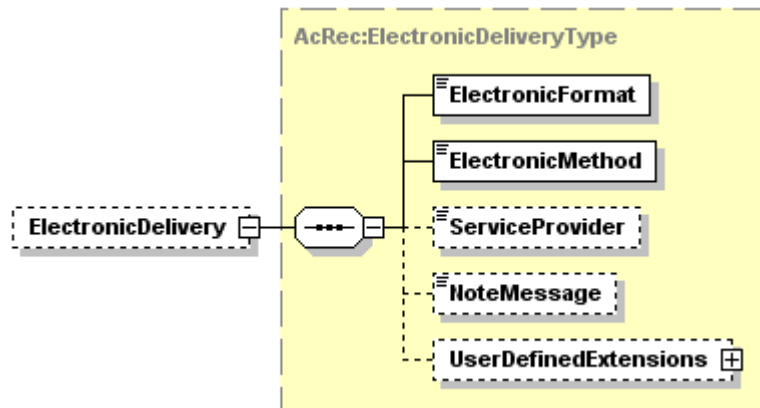 AcRec:ElectronicDeliveryType
ElectronicFormat
ElectronicMethod
ElectronicDelivery
ServiceProvider
NoteMessage
UserDefinedExtensions